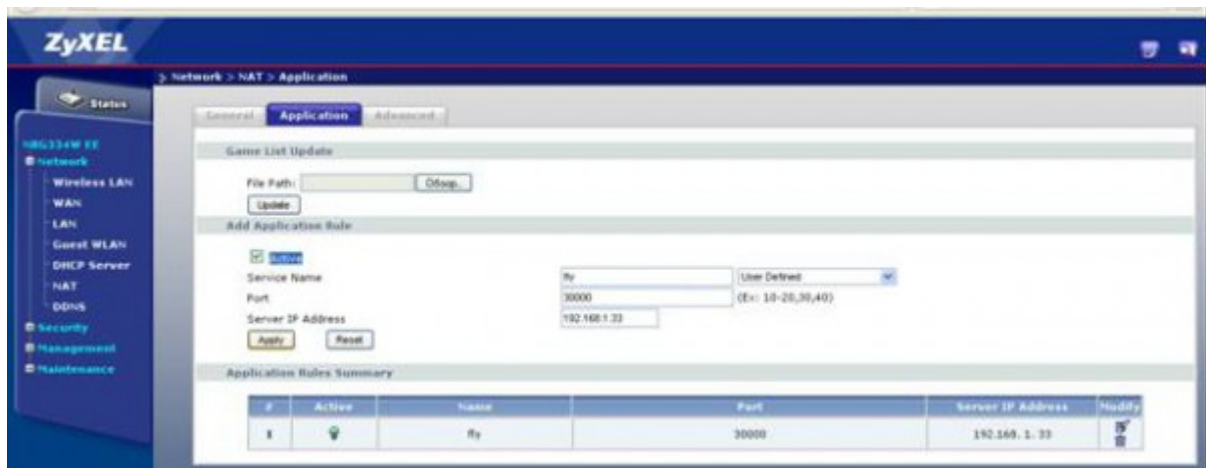 ZyXEL
Network > NAT > Application
Status
General Application Advanced
NBG334W EE
Network
Wireless LAN
WAN
LAN
Guest WLAN
DHCP Server
NAT
DDNS
Security
Management
Maintenance
Game List Update
File Path: Обзор...
Update
Add Application Rule
Active
Service Name fly User Defined
Port 30000 (Ex: 10-20,30,40)
Server IP Address 192.168.1.33
Apply Reset
Application Rules Summary
# Active Name Port Server IP Address Modify
1 fly 30000 192.168. 1. 33